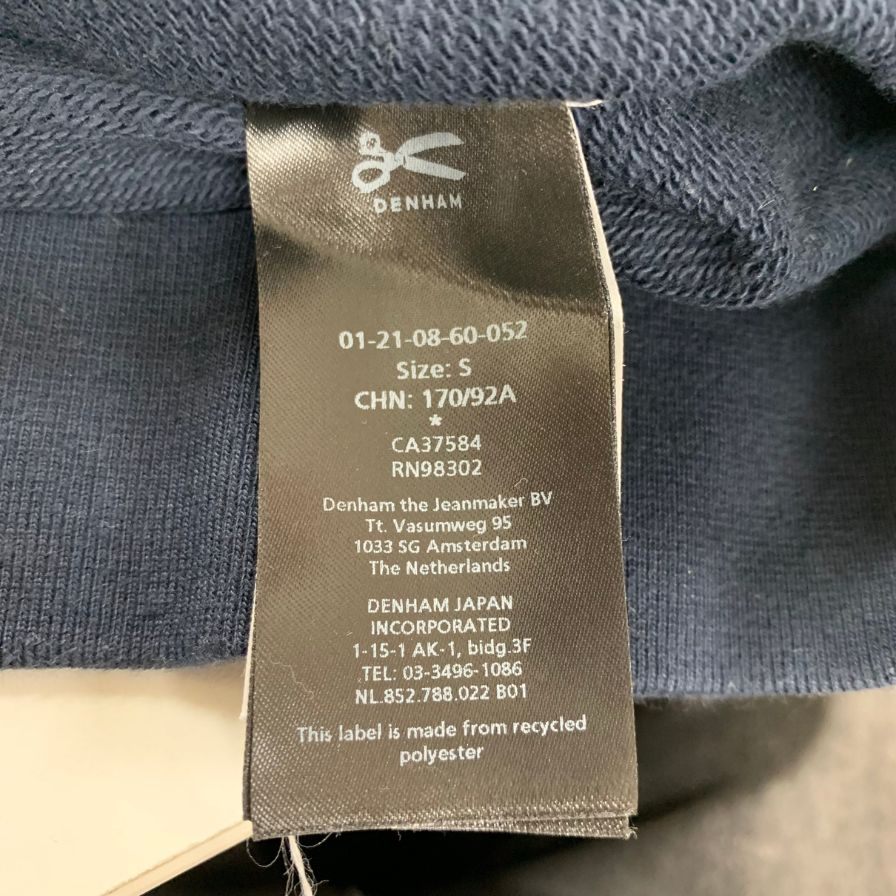 DENHAM
01-21-08-60-052
Size: S
CHN: 170/92A
*
CA37584
RN98302
Denham the Jeanmaker BV
Tt. Vasumweg 95
1033 SG Amsterdam
The Netherlands
DENHAM JAPAN
INCORPORATED
1-15-1 AK-1, bidg.3F
TEL: 03-3496-1086
NL.852.788.022 B01
This label is made from recycled
polyester